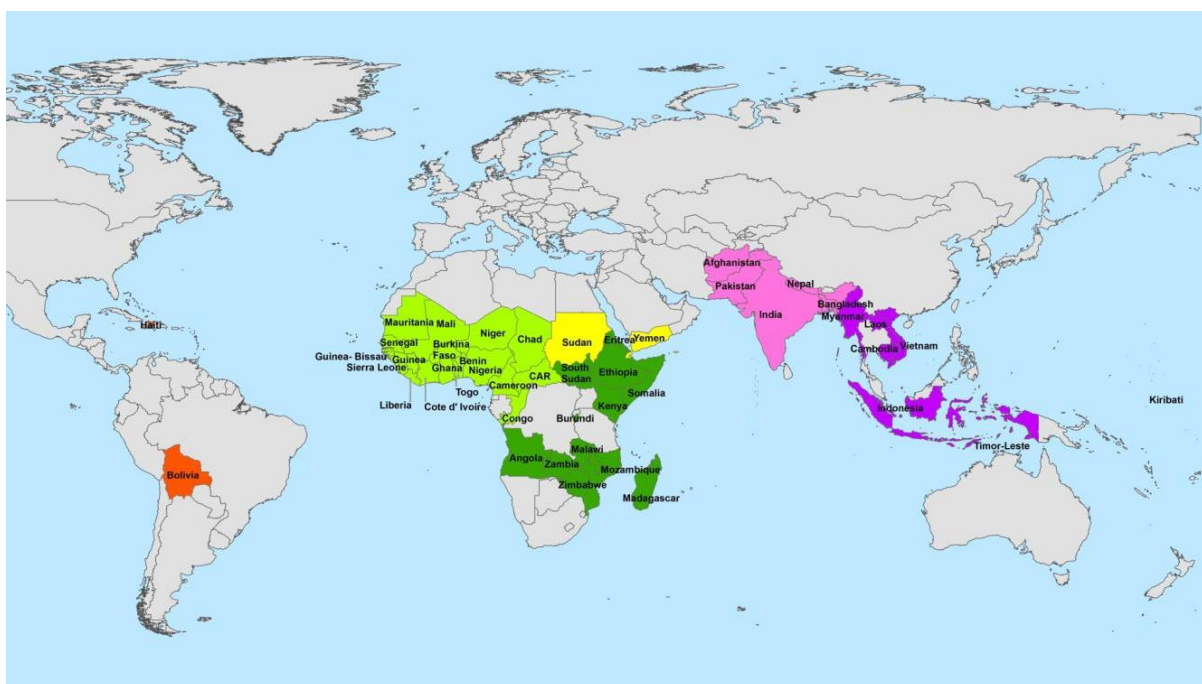 Haiti
Bolivia
Mauritania
Mali
Niger
Chad
Sudan
Eritrea
Yemen
Senegal
Burkina
Faso
Guinea- Bissau
Guinea
Sierra Leone
Ghana
Benin
Nigeria
CAR
South
Sudan
Ethiopia
Cameroon
Somalia
Togo
Liberia
Cote d' Ivoire
Kenya
Congo
Burundi
Angola
Zambia
Malawi
Mozambique
Zimbabwe
Madagascar
Afghanistan
Pakistan
Nepal
India
Bangladesh
Myanmar
Laos
Cambodia
Vietnam
Indonesia
Timor-Leste
Kiribati